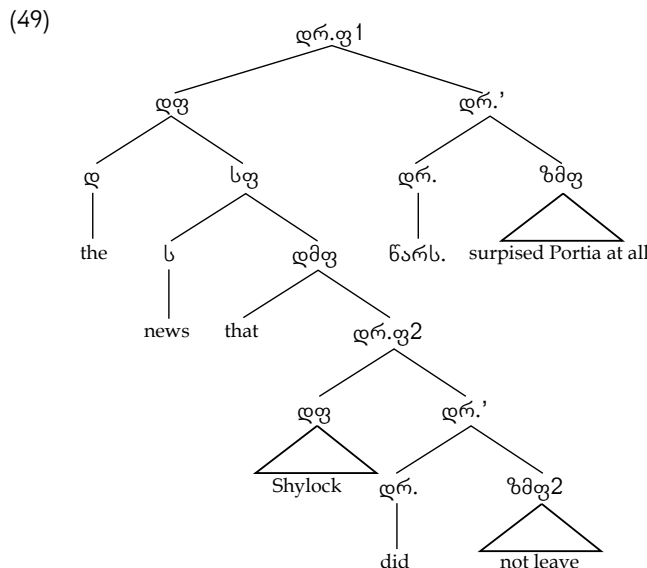 (49)
დრ.ფ1
დფ დრ.’
დ სფ დრ. ზმფ
the ს დმფ წარს. surpised Portia at all
news that დრ.ფ2
დფ დრ.’
Shylock დრ. ზმფ2
did not leave